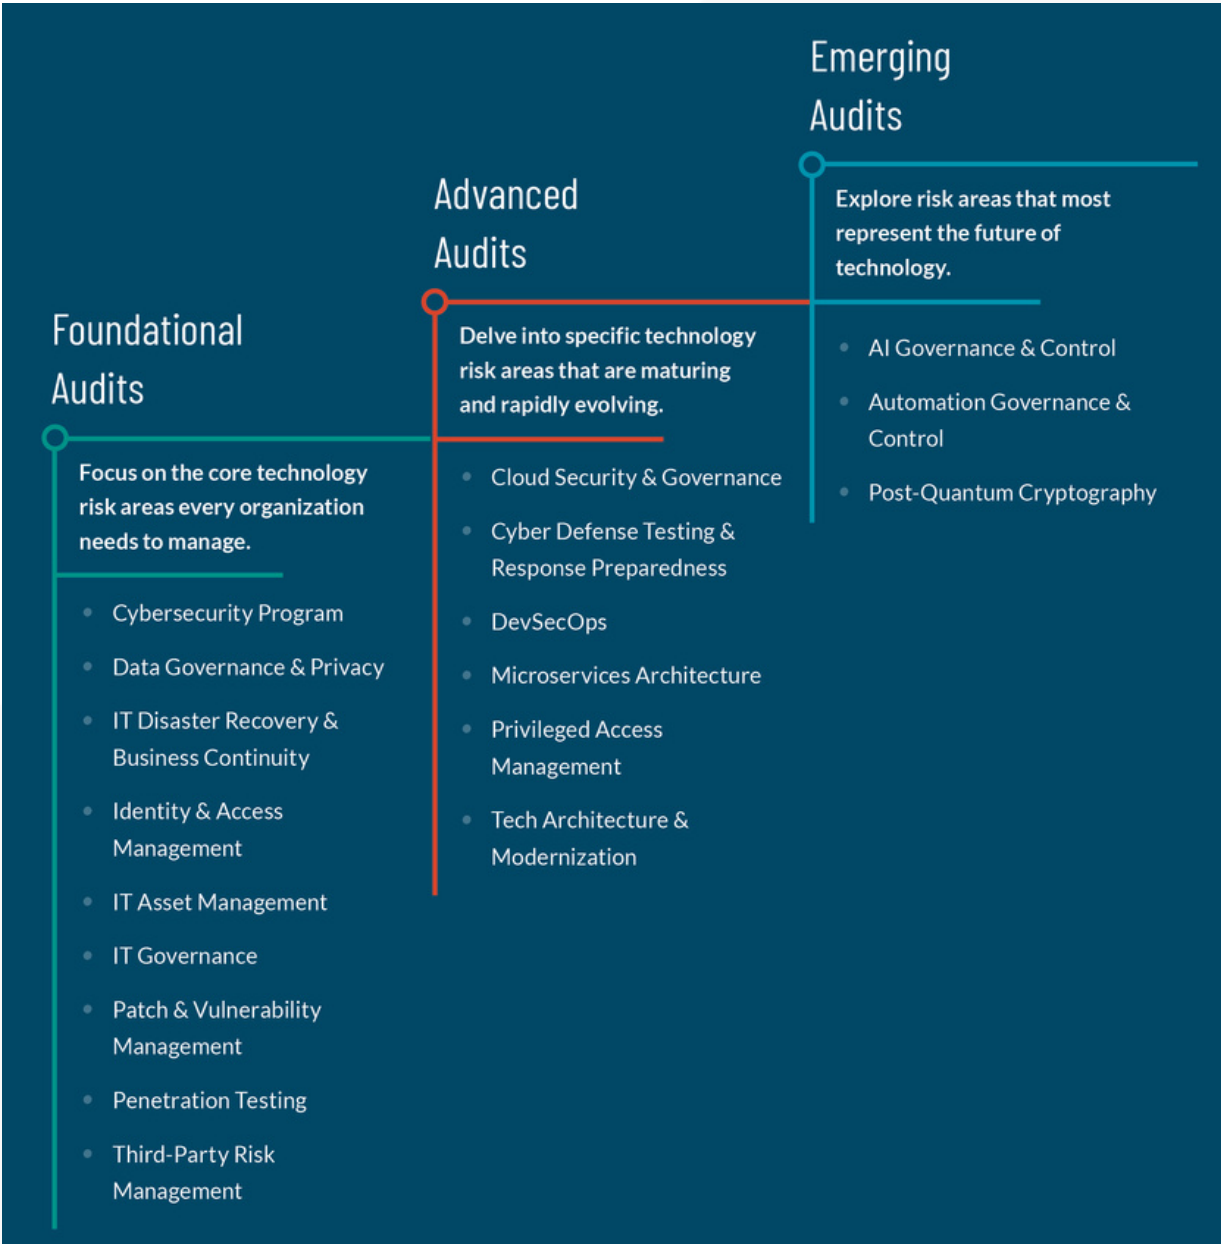 Foundational
Audits
Focus on the core technology
risk areas every organization
needs to manage.
Cybersecurity Program
Data Governance & Privacy
IT Disaster Recovery &
Business Continuity
Identity & Access
Management
IT Asset Management
IT Governance
Patch & Vulnerability
Management
Penetration Testing
Third-Party Risk
Management
Advanced
Audits
Delve into specific technology
risk areas that are maturing
and rapidly evolving.
Cloud Security & Governance
Cyber Defense Testing &
Response Preparedness
DevSecOps
Microservices Architecture
Privileged Access
Management
Tech Architecture &
Modernization
Emerging
Audits
Explore risk areas that most
represent the future of
technology.
AI Governance & Control
Automation Governance &
Control
Post-Quantum Cryptography